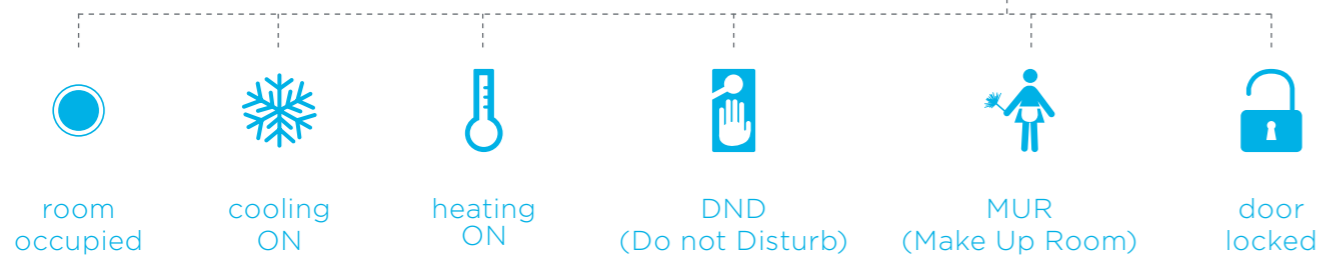 room
occupied
cooling
ON
heating
ON
DND
(Do not Disturb)
MUR
(Make Up Room)
door
locked